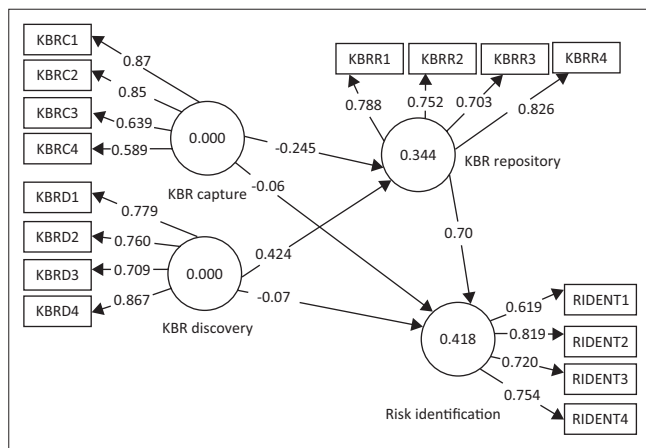 KBRC1
KBRC2
KBRC3
KBRC4
0.87
0.85
0.639
0.589
0.000
KBR capture
KBRD1
KBRD2
KBRD3
KBRD4
0.779
0.760
0.709
0.867
0.000
KBR discovery
-0.245
-0.06
0.424
-0.07
KBRR1
KBRR2
KBRR3
KBRR4
0.788
0.752
0.703
0.826
0.344
KBR repository
0.70
0.418
Risk identification
0.619
0.819
0.720
0.754
RIDENT1
RIDENT2
RIDENT3
RIDENT4